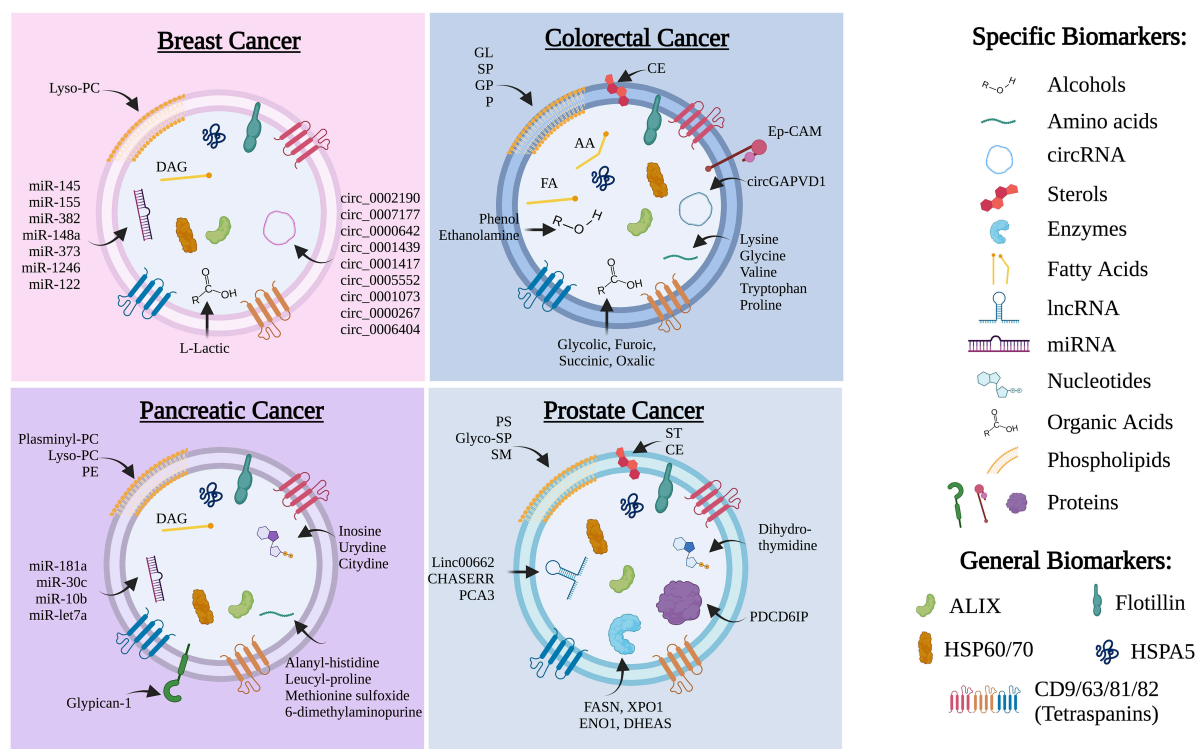 Breast Cancer
Lyso-PC
DAG
miR-145
miR-155
miR-382
miR-148a
miR-373
miR-1246
miR-122
circ_0002190
circ_0007177
circ_0000642
circ_0001439
circ_0001417
circ_0005552
circ_0001073
circ_0000267
circ_0006404
O
R
C
OH
L-Lactic
Colorectal Cancer
GL
SP
GP
P
CE
Ep-CAM
AA
FA
circGAPVD1
Phenol
Ethanolamine
R
O
H
Lysine
Glycine
Valine
Tryptophan
Proline
O
R
C
OH
Glycolic, Furoic,
Succinic, Oxalic
Pancreatic Cancer
Plasminyl-PC
Lyso-PC
PE
DAG
Inosine
Urydine
Citydine
miR-181a
miR-30c
miR-10b
miR-let7a
Alanyl-histidine
Leucyl-proline
Methionine sulfoxide
6-dimethylaminopurine
Glypican-1
Prostate Cancer
PS
Glyco-SP
SM
ST
CE
Dihydro-
thymidine
Linc00662
CHASERR
PCA3
PDCD6IP
FASN, XPO1
ENO1, DHEAS
Specific Biomarkers:
R
O
H
Alcohols
Amino acids
circRNA
Sterols
Enzymes
Fatty Acids
lncRNA
miRNA
Nucleotides
O
R
C
OH
Organic Acids
Phospholipids
Proteins
General Biomarkers:
ALIX
Flotillin
HSP60/70
HSPA5
CD9/63/81/82
(Tetraspanins)